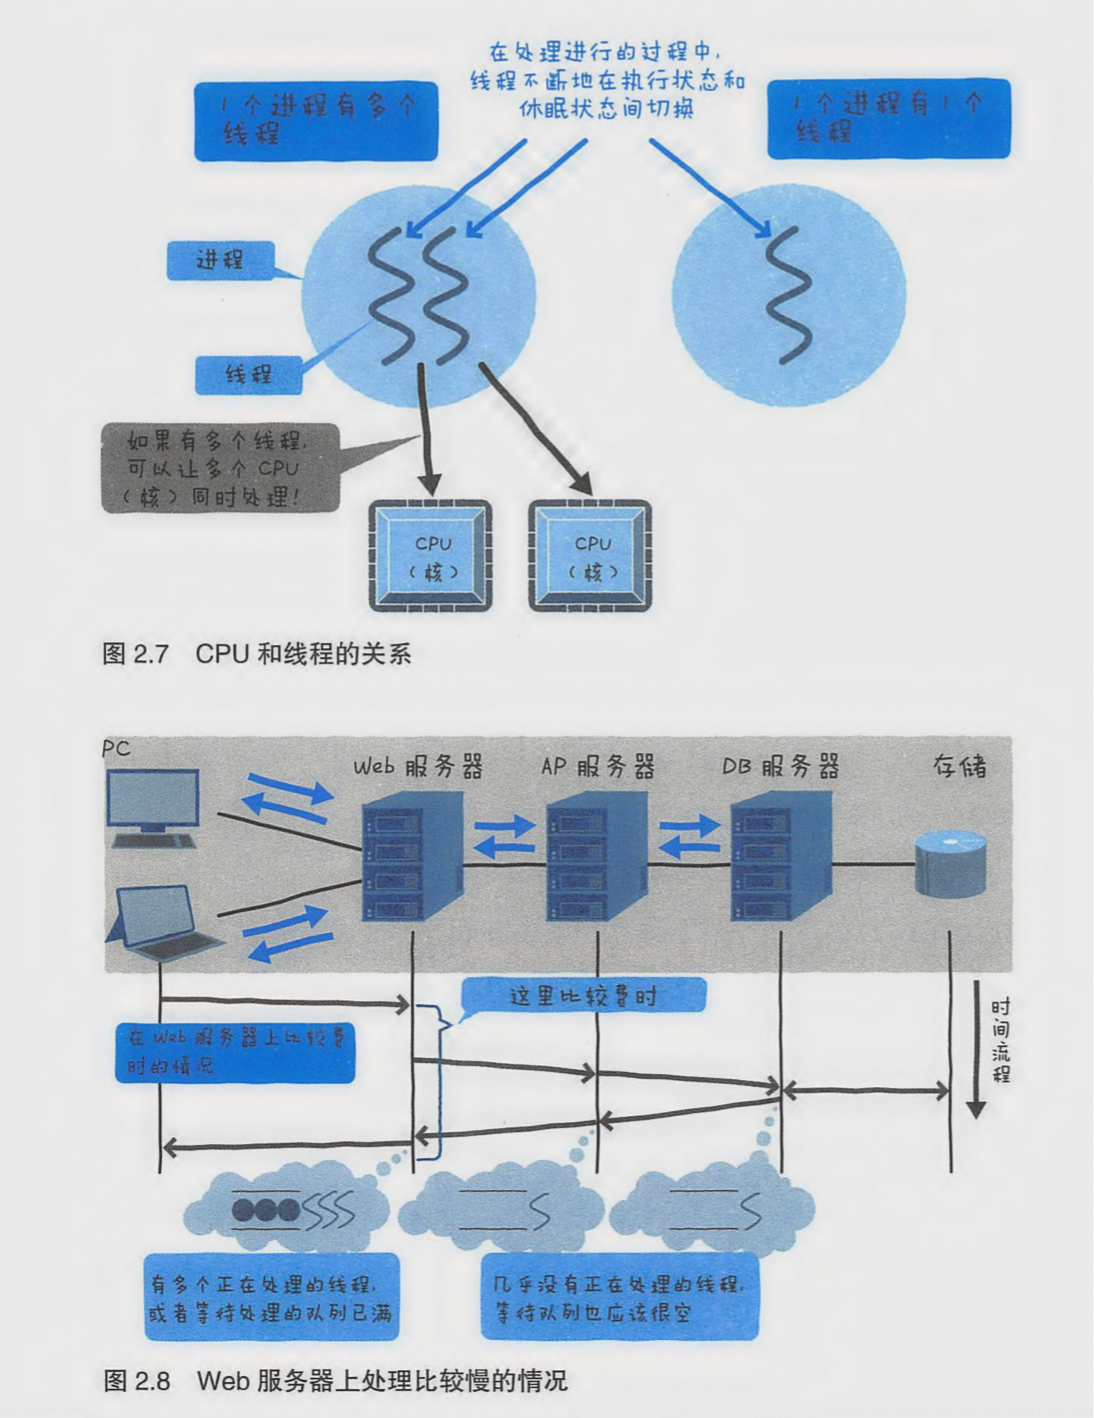 在处理进行的过程中，
线程不断地在执行状态和
休眠状态间切换
1个进程有多个
线程
1个进程有1个
线程
进程
线程
如果有多个线程，
可以让多个CPU
（核）同时处理！
CPU
（核）
CPU
（核）
图 2.7 CPU 和线程的关系
PC
Web 服务器
AP 服务器
DB 服务器
存储
这里比较费时
在 Web 服务器上比较费
时的情况
时间流程
有多个正在处理的线程，
或者等待处理的队列已满
几乎没有正在处理的线程，
等待队列也应该很空
图 2.8 Web 服务器上处理比较慢的情况